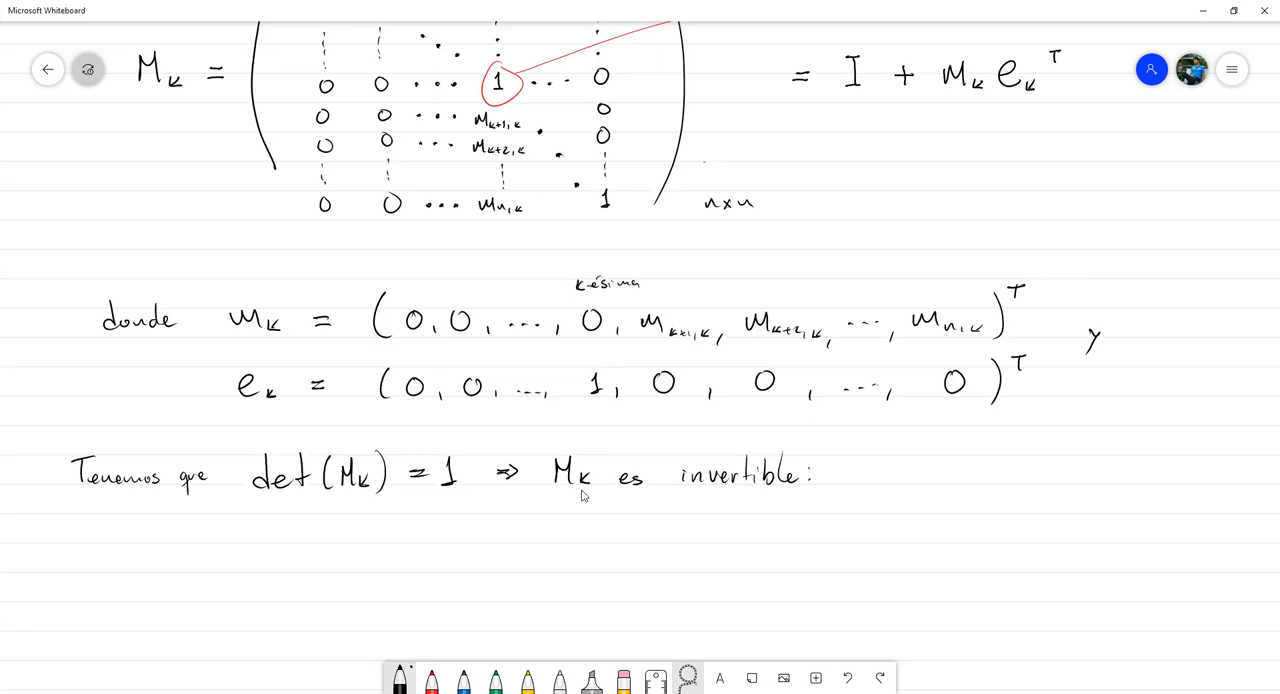 Microsoft Whiteboard
M_k = 0 0 ... 1 ... 0 = I + m_k e_k^T
0 0 ... m_{k+1,k} 0
0 0 ... m_{k+2,k} 0
0 0 ... m_{n,k} 1 n×n
k-ésima
donde m_k = (0, 0, ..., 0, m_{k+1,k}, m_{k+2,k}, ..., m_{n,k})^T y
e_k = (0, 0, ..., 1, 0, 0, ..., 0)^T
Tenemos que det(M_k) = 1 => M_k es invertible:
A